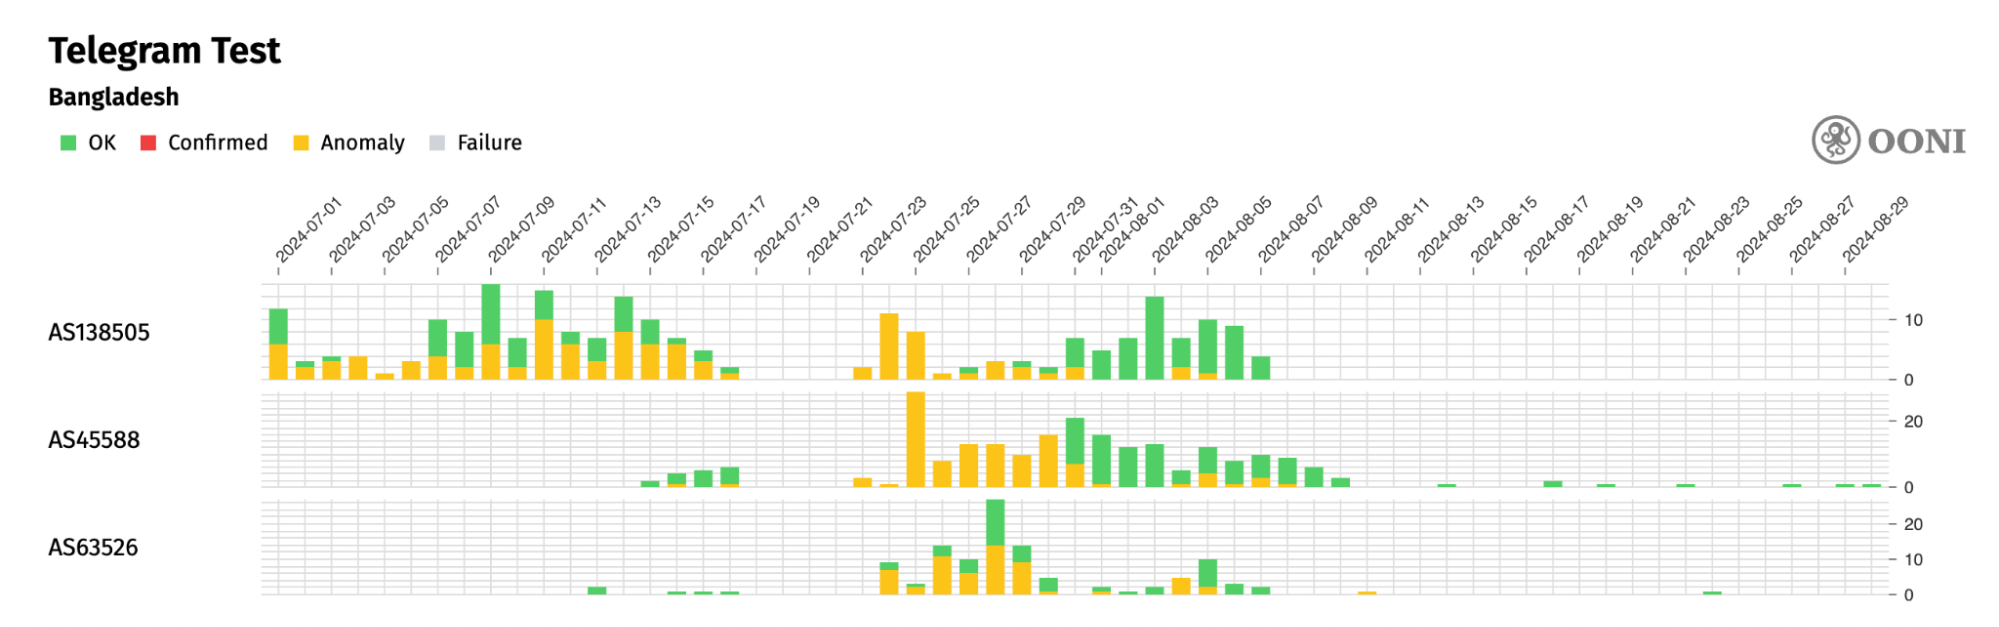 Telegram Test
Bangladesh
OK Confirmed Anomaly Failure
OONI
2024-07-01 2024-07-03 2024-07-05 2024-07-07 2024-07-09 2024-07-11 2024-07-13 2024-07-15 2024-07-17 2024-07-19 2024-07-21 2024-07-23 2024-07-25 2024-07-27 2024-07-29 2024-07-31 2024-08-01 2024-08-03 2024-08-05 2024-08-07 2024-08-09 2024-08-11 2024-08-13 2024-08-15 2024-08-17 2024-08-19 2024-08-21 2024-08-23 2024-08-25 2024-08-27 2024-08-29
10
AS138505
0
20
AS45588
0
20
AS63526
10
0